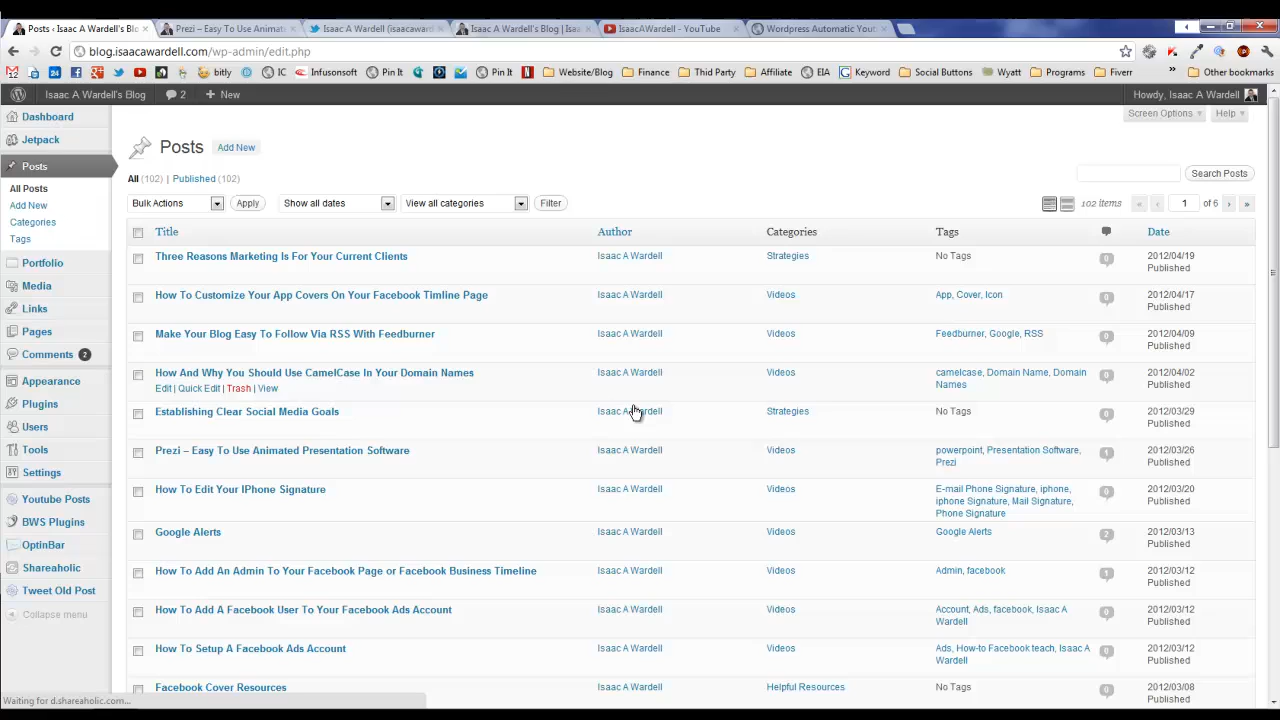 Posts ‹ Isaac A Wardell's Blo
Prezi – Easy To Use Animat
Isaac A Wardell (isaacaward
Isaac A Wardell's Blog | Isa
IsaacAWardell - YouTube
Wordpress Automatic Yout
blog.isaacawardell.com/wp-admin/edit.php
bitly
IC
Infusonsoft
Pin It
Pin It
Website/Blog
Finance
Thid Party
Affiliate
EIA
Keyword
Social Buttons
Wyatt
Programs
Fiverr
»
Other bookmarks
Isaac A Wardell's Blog
2
+ New
Howdy, Isaac A Wardell
Screen Options
Help
Dashboard
Jetpack
Posts
All Posts
Add New
Categories
Tags
Portfolio
Media
Links
Pages
Comments 2
Appearance
Plugins
Users
Tools
Settings
Youtube Posts
BWS Plugins
OptinBar
Shareaholic
Tweet Old Post
Collapse menu
Posts Add New
All (102) | Published (102)
Search Posts
Bulk Actions
Apply
Show all dates
View all categories
Filter
102 items
« ‹ 1 of 6 › »
Title Author Categories Tags Date
Three Reasons Marketing Is For Your Current Clients Isaac A Wardell Strategies No Tags 0 2012/04/19
Published
How To Customize Your App Covers On Your Facebook Timline Page Isaac A Wardell Videos App, Cover, Icon 0 2012/04/17
Published
Make Your Blog Easy To Follow Via RSS With Feedburner Isaac A Wardell Videos Feedburner, Google, RSS 0 2012/04/09
Published
How And Why You Should Use CamelCase In Your Domain Names Isaac A Wardell Videos camelcase, Domain Name, Domain 0 2012/04/02
Edit | Quick Edit | Trash | View Names Published
Establishing Clear Social Media Goals Isaac A Wardell Strategies No Tags 0 2012/03/29
Published
Prezi – Easy To Use Animated Presentation Software Isaac A Wardell Videos powerpoint, Presentation Software, 1 2012/03/26
Prezi Published
How To Edit Your IPhone Signature Isaac A Wardell Videos E-mail Phone Signature, iphone, 0 2012/03/20
iphone Signature, Mail Signature, Published
Phone Signature
Google Alerts Isaac A Wardell Videos Google Alerts 2 2012/03/13
Published
How To Add An Admin To Your Facebook Page or Facebook Business Timeline Isaac A Wardell Videos Admin, facebook 1 2012/03/12
Published
How To Add A Facebook User To Your Facebook Ads Account Isaac A Wardell Videos Account, Ads, facebook, Isaac A 0 2012/03/12
Wardell Published
How To Setup A Facebook Ads Account Isaac A Wardell Videos Ads, How-to Facebook teach, Isaac A 0 2012/03/12
Wardell Published
Facebook Cover Resources Isaac A Wardell Helpful Resources No Tags 0 2012/03/08
Published
Waiting for d.shareaholic.com...